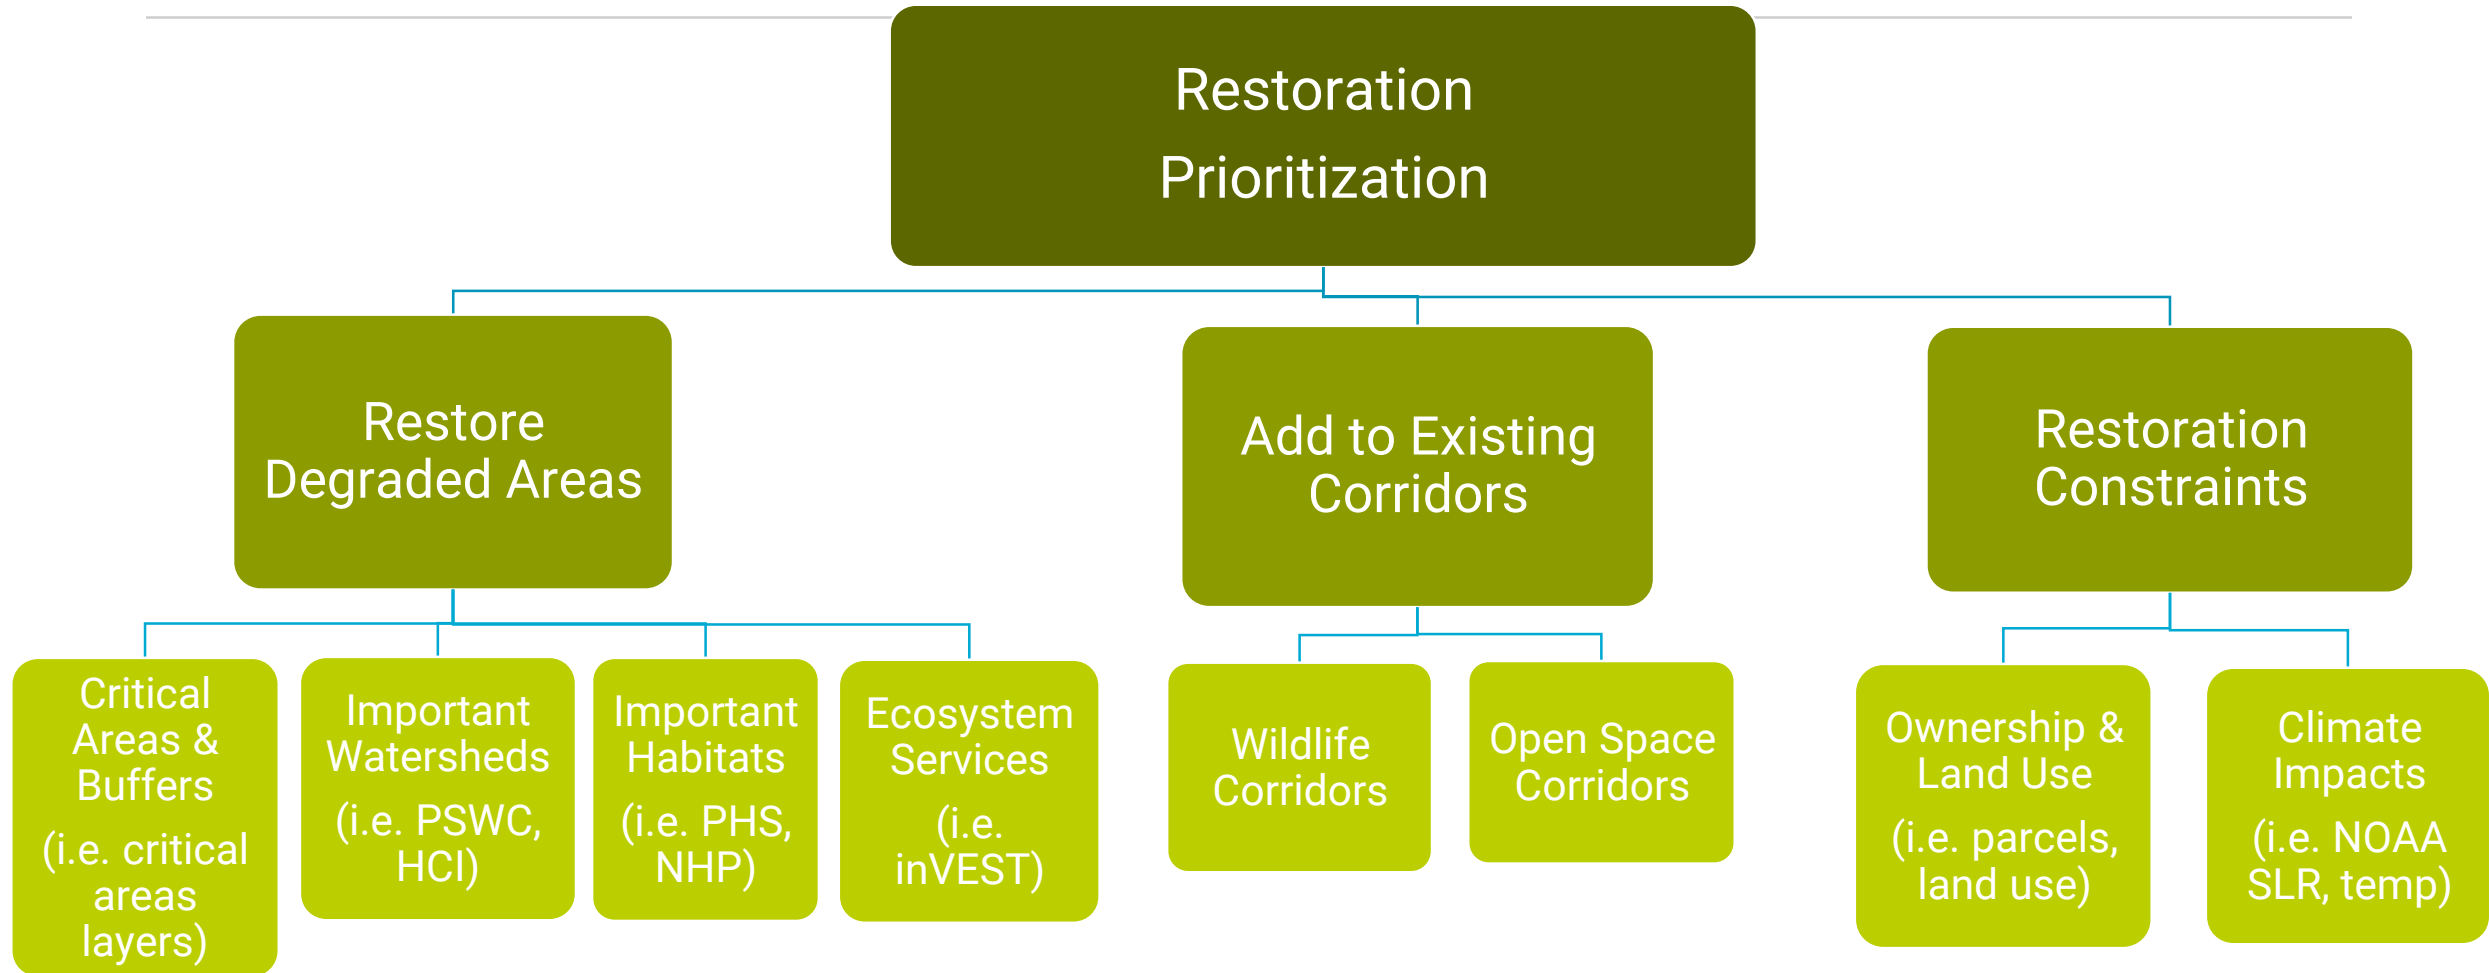 Restoration
Prioritization
Restore
Degraded Areas
Add to Existing
Corridors
Restoration
Constraints
Critical
Areas &
Buffers
(i.e. critical
areas
layers)
Important
Watersheds
(i.e. PSWC,
HCI)
Important
Habitats
(i.e. PHS,
NHP)
Ecosystem
Services
(i.e.
inVEST)
Wildlife
Corridors
Open Space
Corridors
Ownership &
Land Use
(i.e. parcels,
land use)
Climate
Impacts
(i.e. NOAA
SLR, temp)